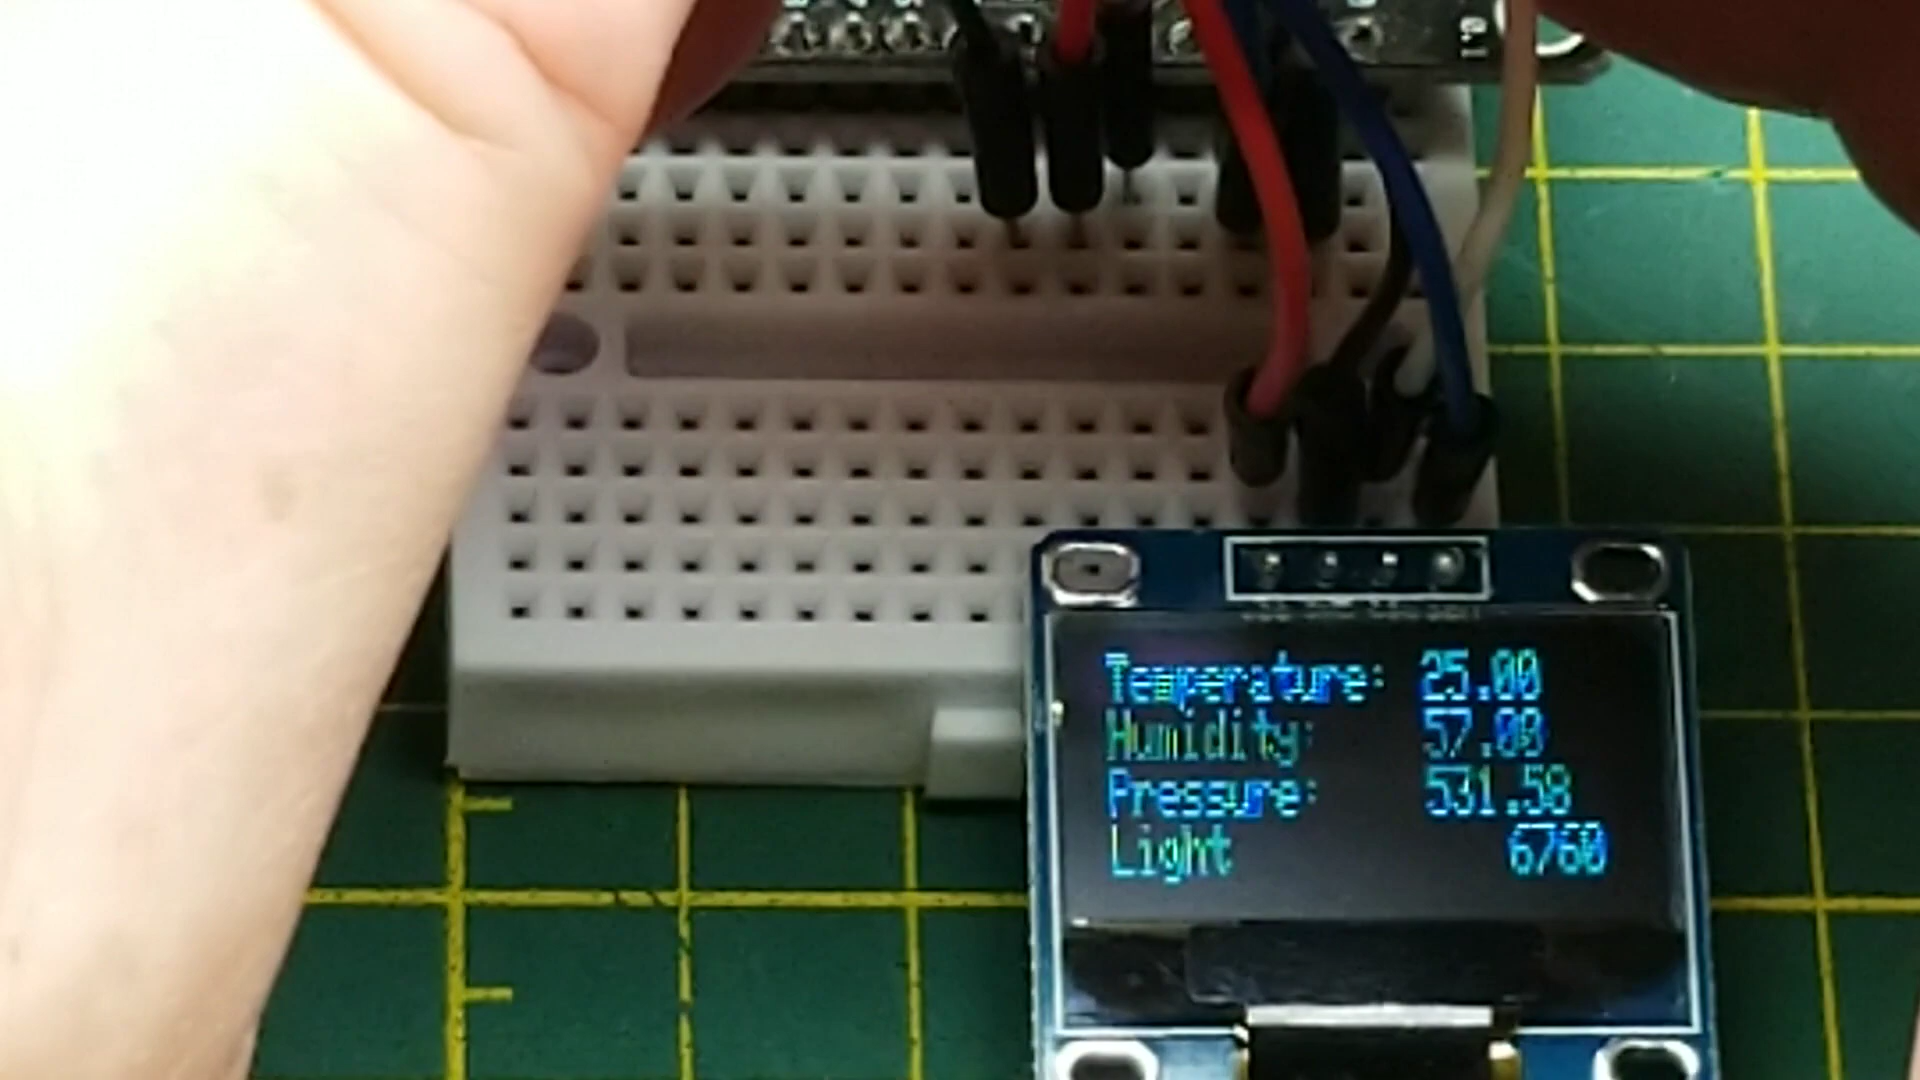 Temperature: 25.00
Humidity: 57.00
Pressure: 531.58
Light 6760